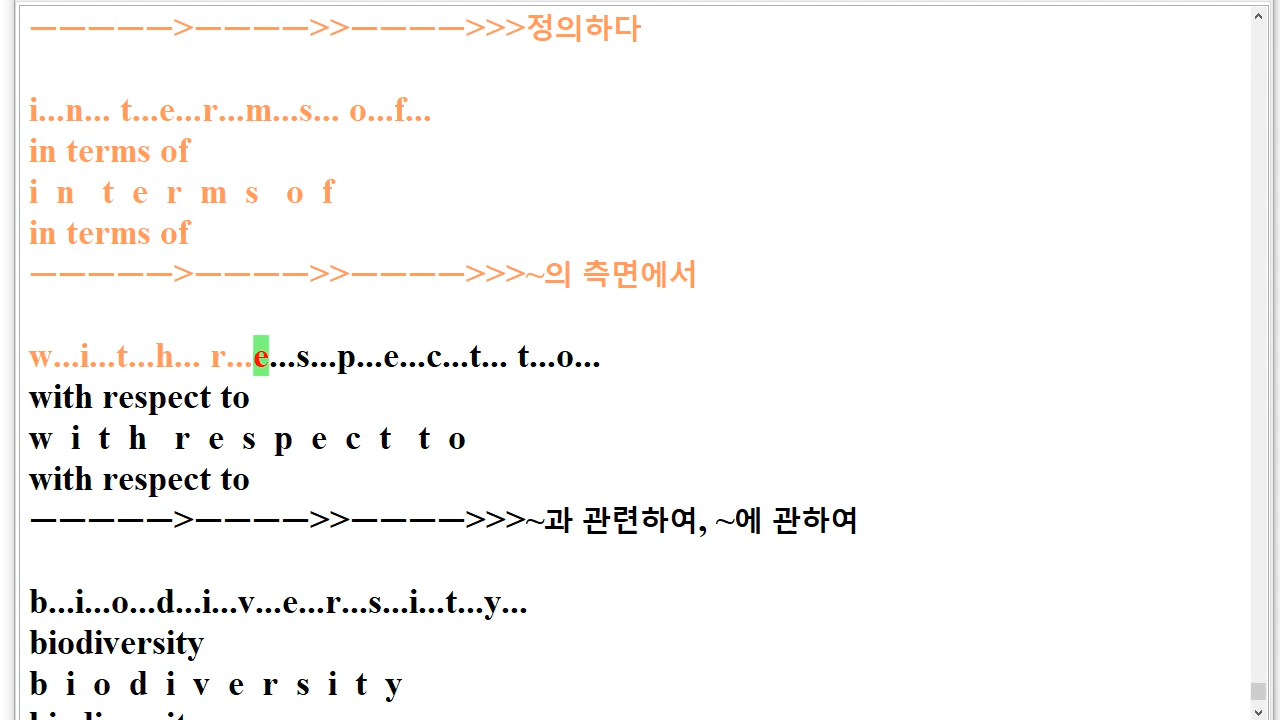 —————>————>>————>>>정의하다
i...n... t...e...r...m...s... o...f...
in terms of
i n t e r m s o f
in terms of
—————>————>>————>>>~의 측면에서
w...i...t...h... r...e...s...p...e...c...t... t...o...
with respect to
w i t h r e s p e c t t o
with respect to
—————>————>>————>>>~과 관련하여, ~에 관하여
b...i...o...d...i...v...e...r...s...i...t...y...
biodiversity
b i o d i v e r s i t y